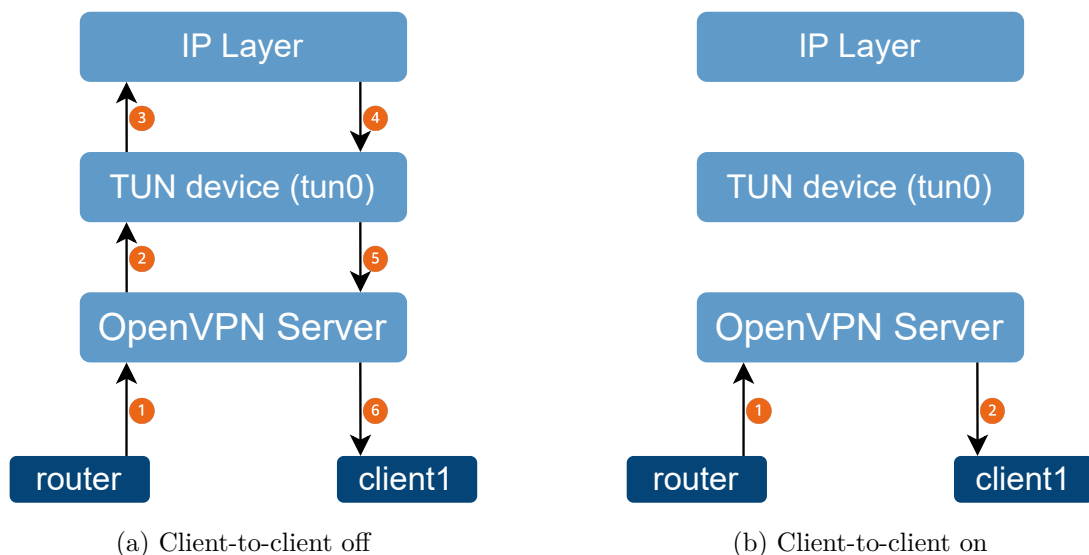 IP Layer
3
4
TUN device (tun0)
2
5
OpenVPN Server
1
6
router
client1
(a) Client-to-client off
IP Layer
TUN device (tun0)
OpenVPN Server
1
2
router
client1
(b) Client-to-client on